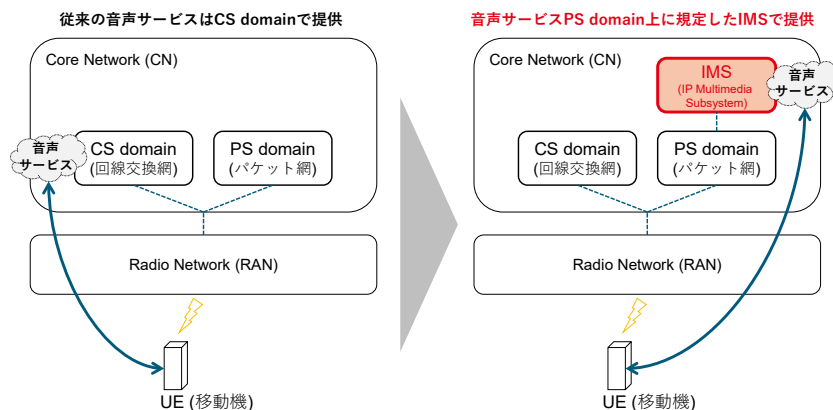 従来の音声サービスはCS domainで提供
Core Network (CN)
音声
サービス
CS domain
(回線交換網)
PS domain
(パケット網)
Radio Network (RAN)
UE (移動機)
音声サービスPS domain上に規定したIMSで提供
Core Network (CN)
IMS
(IP Multimedia
Subsystem)
音声
サービス
CS domain
(回線交換網)
PS domain
(パケット網)
Radio Network (RAN)
UE (移動機)